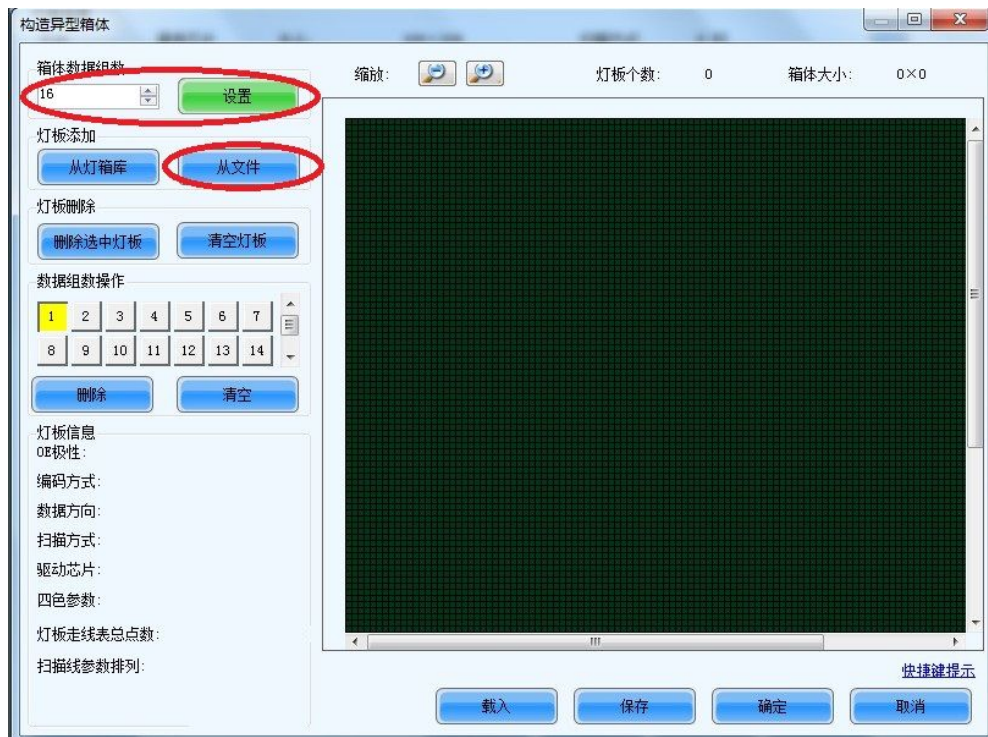 构造异型箱体
箱体数据组数
16
设置
缩放:
灯板个数: 0
箱体大小: 0×0
灯板添加
从灯箱库
从文件
灯板删除
删除选中灯板
清空灯板
数据组数操作
1 2 3 4 5 6 7
8 9 10 11 12 13 14
删除
清空
灯板信息
OE极性:
编码方式:
数据方向:
扫描方式:
驱动芯片:
四色参数:
灯板走线表总点数:
扫描线参数排列:
快捷键提示
载入
保存
确定
取消